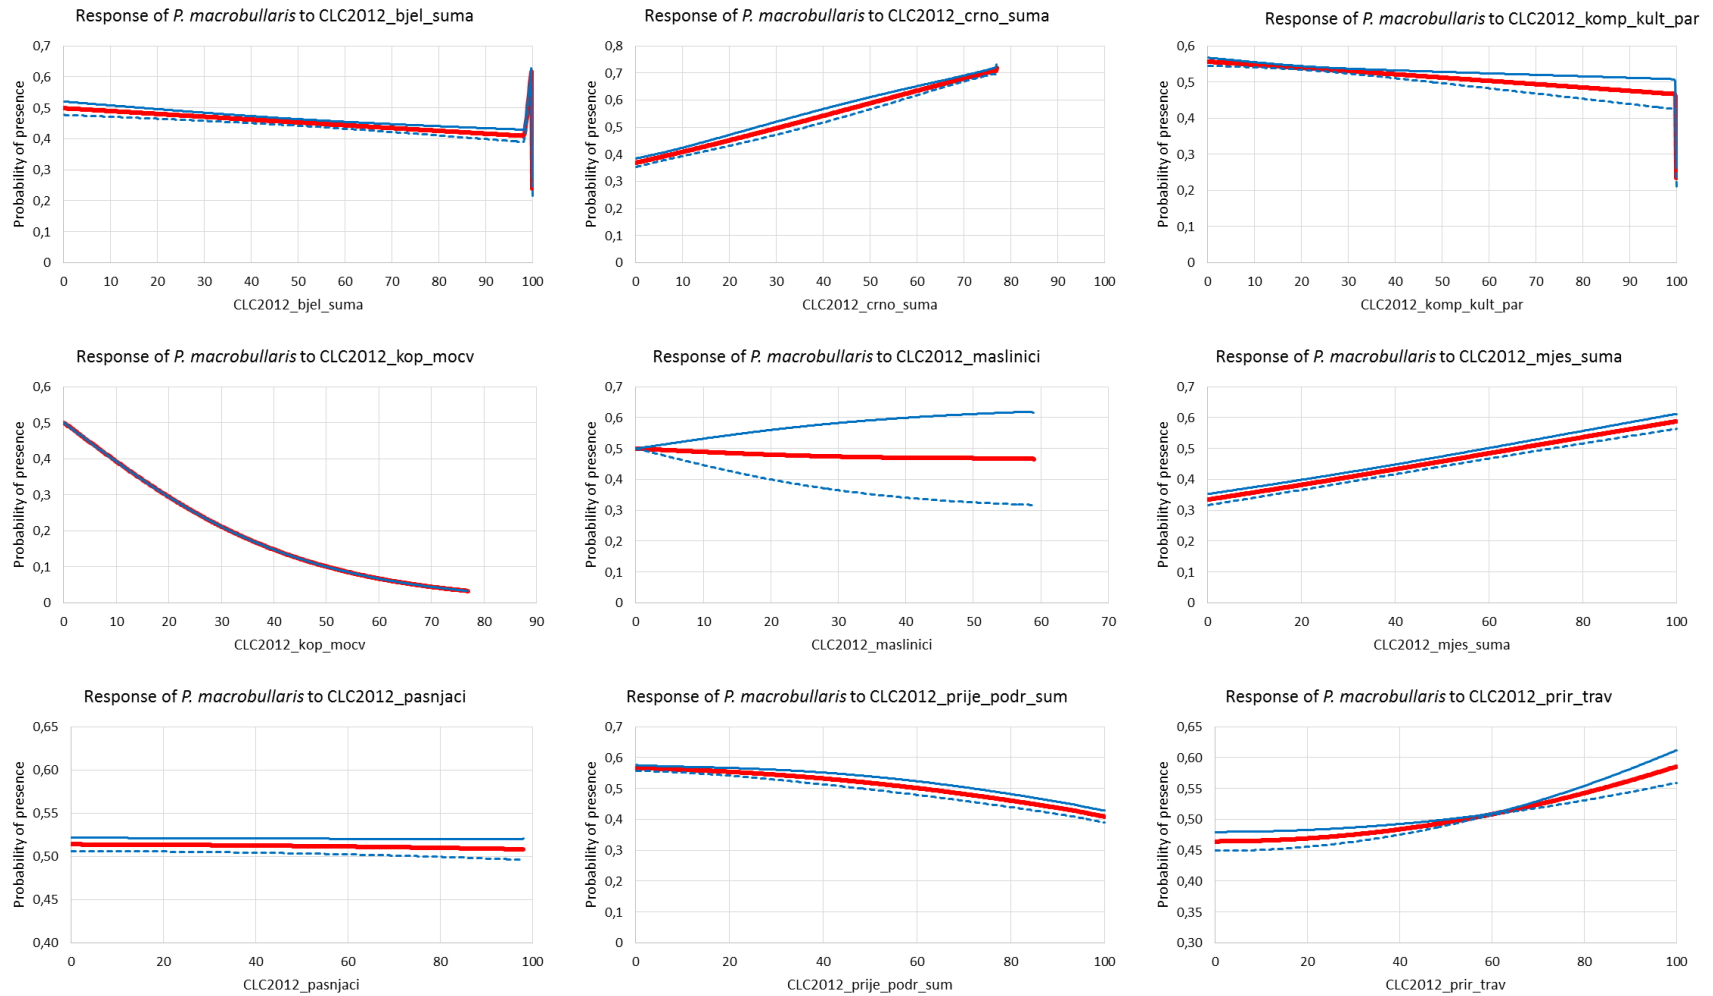 Response of P. macrobullaris to CLC2012_bjel_suma
Probability of presence
0,7
0,6
0,5
0,4
0,3
0,2
0,1
0
0 10 20 30 40 50 60 70 80 90 100
CLC2012_bjel_suma
Response of P. macrobullaris to CLC2012_crno_suma
Probability of presence
0,8
0,7
0,6
0,5
0,4
0,3
0,2
0,1
0
0 10 20 30 40 50 60 70 80 90 100
CLC2012_crno_suma
Response of P. macrobullaris to CLC2012_komp_kult_par
Probability of presence
0,6
0,5
0,4
0,3
0,2
0,1
0
0 10 20 30 40 50 60 70 80 90 100
CLC2012_komp_kult_par
Response of P. macrobullaris to CLC2012_kop_mocv
Probability of presence
0,6
0,5
0,4
0,3
0,2
0,1
0
0 10 20 30 40 50 60 70 80 90
CLC2012_kop_mocv
Response of P. macrobullaris to CLC2012_maslinici
Probability of presence
0,7
0,6
0,5
0,4
0,3
0,2
0,1
0
0 10 20 30 40 50 60 70
CLC2012_maslinici
Response of P. macrobullaris to CLC2012_mjes_suma
Probability of presence
0,7
0,6
0,5
0,4
0,3
0,2
0,1
0
0 20 40 60 80 100
CLC2012_mjes_suma
Response of P. macrobullaris to CLC2012_pasnjaci
Probability of presence
0,65
0,60
0,55
0,50
0,45
0,40
0 20 40 60 80 100
CLC2012_pasnjaci
Response of P. macrobullaris to CLC2012_prije_podr_sum
Probability of presence
0,7
0,6
0,5
0,4
0,3
0,2
0,1
0
0 20 40 60 80 100
CLC2012_prije_podr_sum
Response of P. macrobullaris to CLC2012_prir_trav
Probability of presence
0,65
0,60
0,55
0,50
0,45
0,40
0,35
0,30
0 20 40 60 80 100
CLC2012_prir_trav